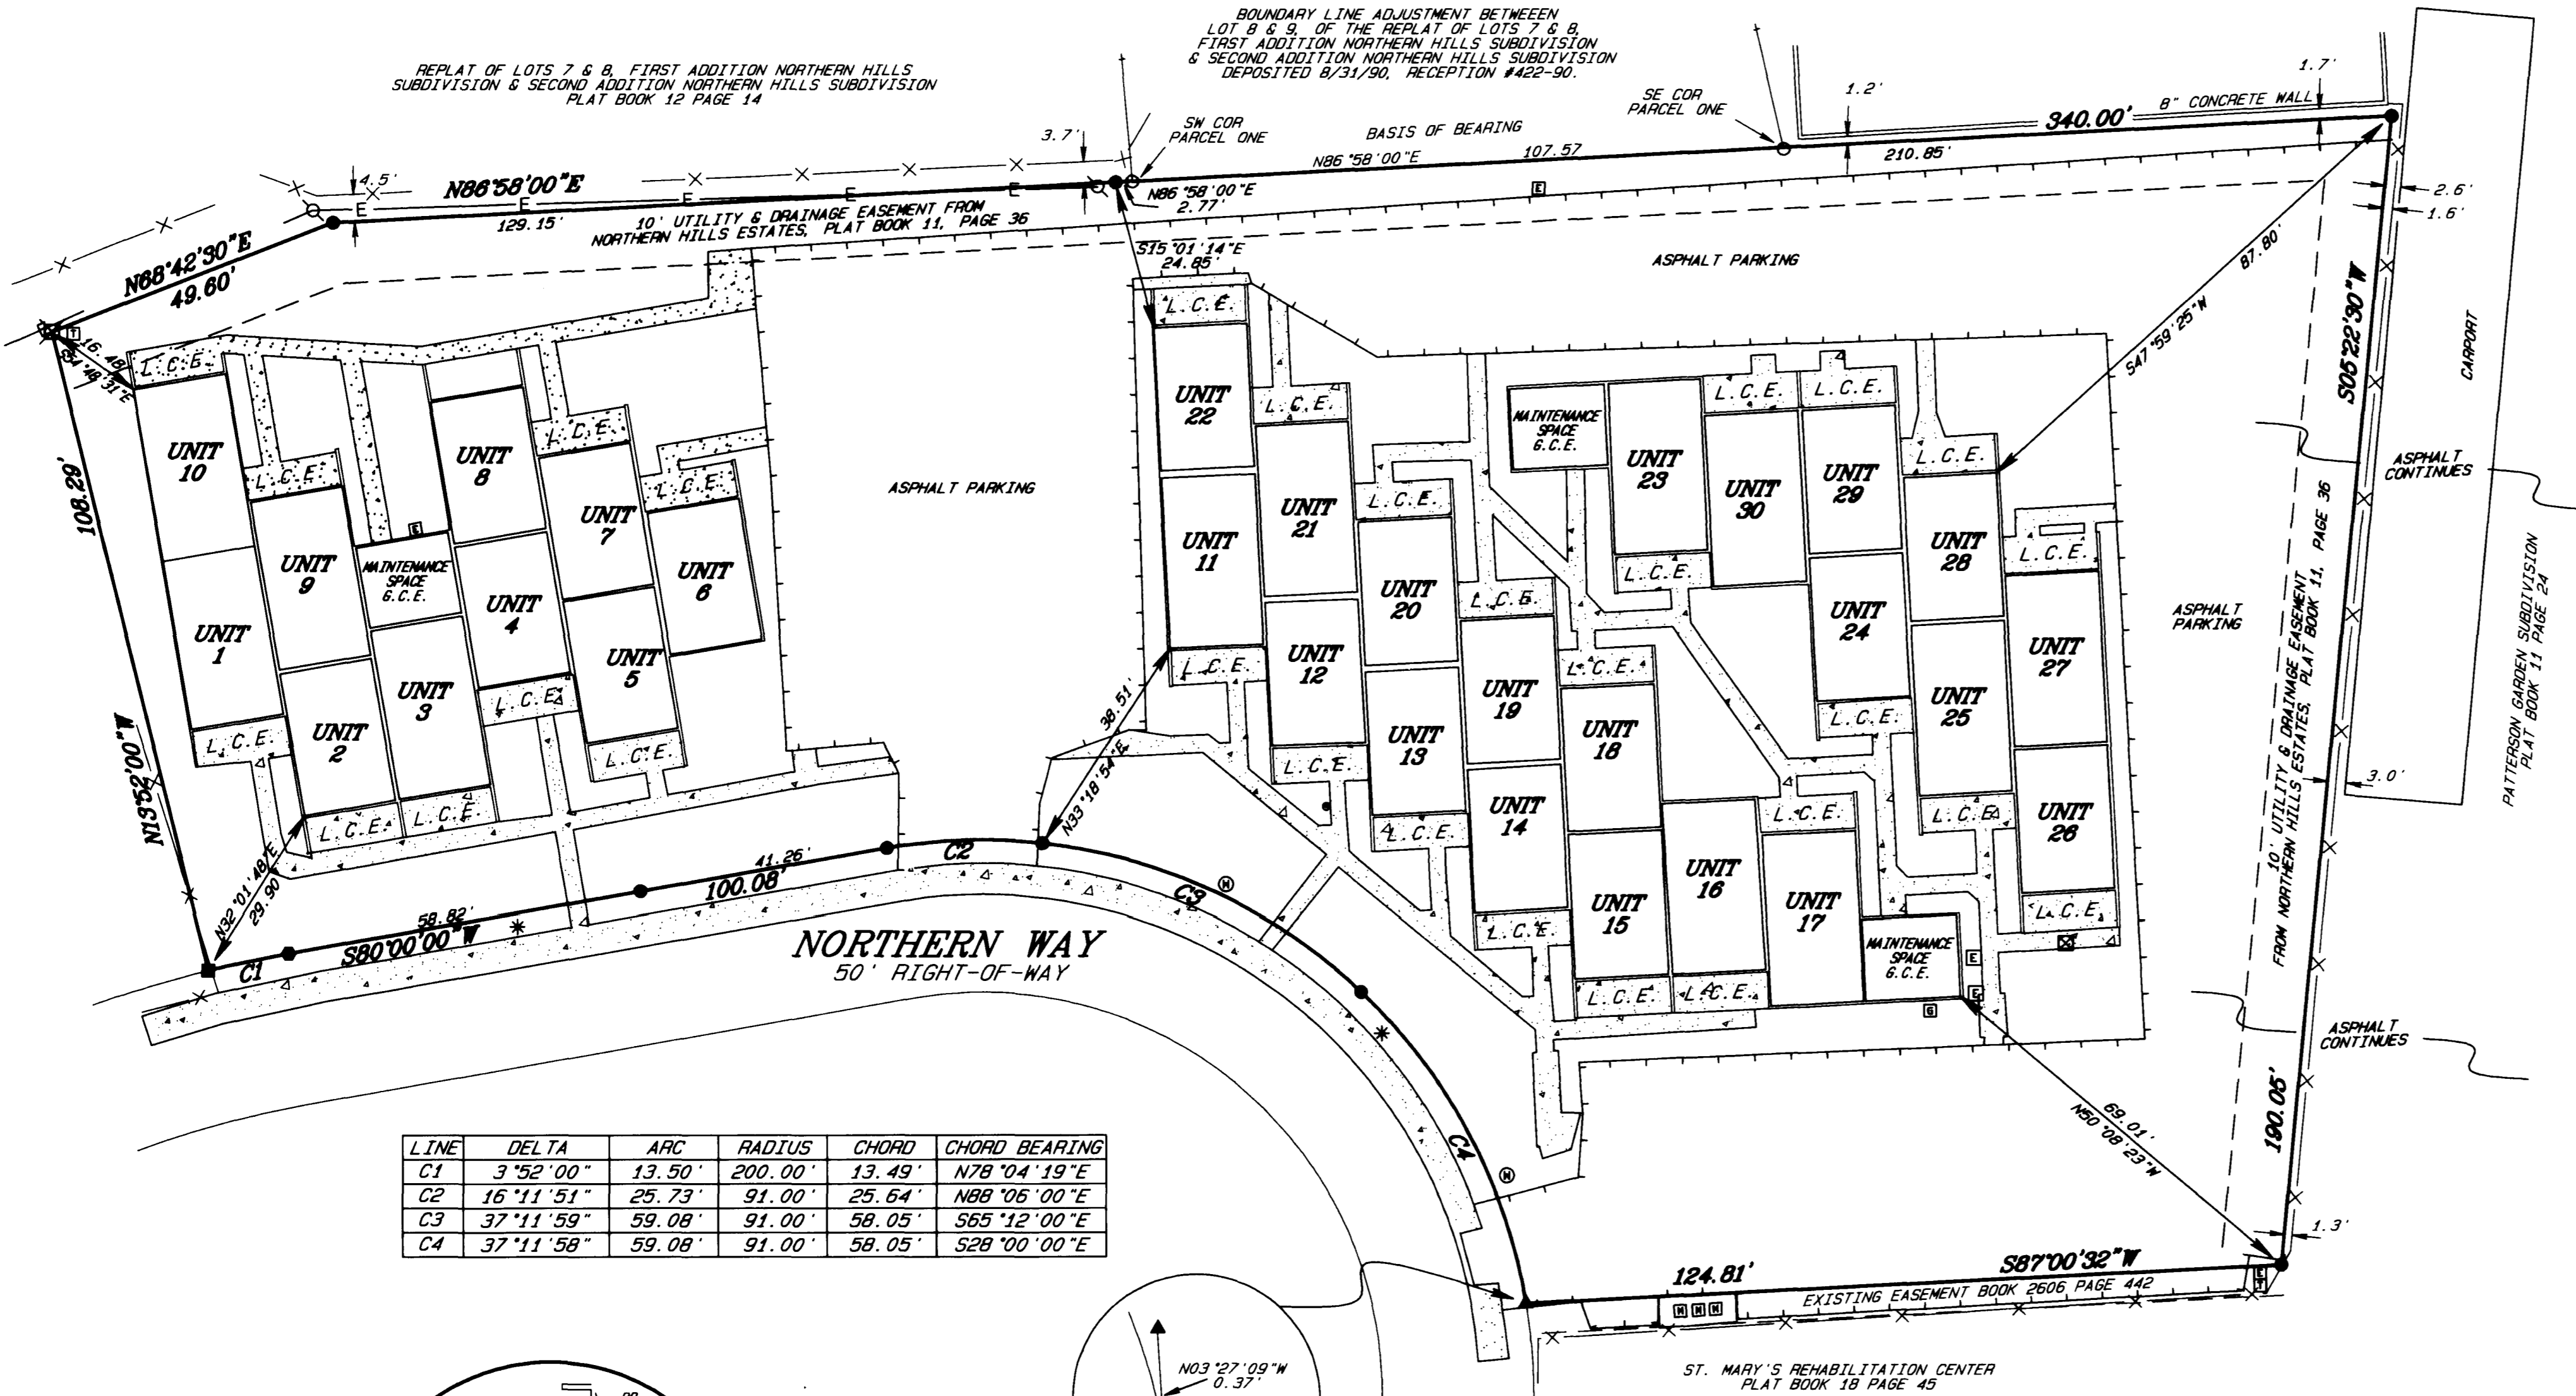 BOUNDARY LINE ADJUSTMENT BETWEEEN
LOT 8 & 9, OF THE REPLAT OF LOTS 7 & 8,
FIRST ADDITION NORTHERN HILLS SUBDIVISION
& SECOND ADDITION NORTHERN HILLS SUBDIVISION
DEPOSITED 8/31/90, RECEPTION #422-90.
REPLAT OF LOTS 7 & 8, FIRST ADDITION NORTHERN HILLS
SUBDIVISION & SECOND ADDITION NORTHERN HILLS SUBDIVISION
PLAT BOOK 12 PAGE 14
3.7'
SW COR
PARCEL ONE
BASIS OF BEARING
N86°58'00"E
107.57
SE COR
PARCEL ONE
1.2'
340.00'
8" CONCRETE WALL
1.7'
210.85'
4.5'
N86°58'00"E
E E E E
129.15'
10' UTILITY & DRAINAGE EASEMENT FROM
NORTHERN HILLS ESTATES, PLAT BOOK 11, PAGE 36
N86°58'00"E
2.77'
E
S15°01'14"E
24.85'
N68°42'30"E
49.60'
T
16.48'
48'31"E
108.29'
N13°52'00"W
2.6'
1.6'
87.80'
S47°59'25"W
S05°22'30"W
CARPORT
ASPHALT PARKING
ASPHALT PARKING
L.C.E.
UNIT
10
UNIT
1
L.C.E.
L.C.E.
UNIT
9
UNIT
2
L.C.E.
MAINTENANCE
SPACE
G.C.E.
E
UNIT
3
L.C.E.
UNIT
8
UNIT
4
L.C.E.
L.C.E.
UNIT
7
UNIT
5
L.C.E.
L.C.E.
UNIT
6
L.C.E.
UNIT
22
UNIT
11
L.C.E.
L.C.E.
UNIT
21
UNIT
12
L.C.E.
L.C.E.
UNIT
20
UNIT
13
L.C.E.
L.C.E.
UNIT
19
UNIT
14
L.C.E.
MAINTENANCE
SPACE
G.C.E.
L.C.E.
UNIT
18
UNIT
15
L.C.E.
UNIT
23
L.C.E.
UNIT
16
L.C.E.
L.C.E.
UNIT
30
L.C.E.
UNIT
17
L.C.E.
UNIT
29
UNIT
24
L.C.E.
MAINTENANCE
SPACE
G.C.E.
E
E
G
L.C.E.
UNIT
28
UNIT
25
L.C.E.
L.C.E.
UNIT
27
UNIT
26
L.C.E.
ASPHALT
PARKING
ASPHALT
CONTINUES
10' UTILITY & DRAINAGE EASEMENT
FROM NORTHERN HILLS ESTATES, PLAT BOOK 11, PAGE 36
PATTERSON GARDEN SUBDIVISION
PLAT BOOK 11 PAGE 24
3.0'
ASPHALT
CONTINUES
190.05'
69.01'
N50°08'23"W
1.3'
38.51'
N33°18'54"E
N32°01'48"E
29.90
C1
58.82'
S80°00'00"W
41.26'
100.08'
C2
C3
W
C4
W
NORTHERN WAY
50' RIGHT-OF-WAY
LINE DELTA ARC RADIUS CHORD CHORD BEARING
C1 3°52'00" 13.50' 200.00' 13.49' N78°04'19"E
C2 16°11'51" 25.73' 91.00' 25.64' N88°06'00"E
C3 37°11'59" 59.08' 91.00' 58.05' S65°12'00"E
C4 37°11'58" 59.08' 91.00' 58.05' S28°00'00"E
124.81'
S87°00'32"W
EXISTING EASEMENT BOOK 2606 PAGE 442
E
T
N03°27'09"W
0.37'
ST. MARY'S REHABILITATION CENTER
PLAT BOOK 18 PAGE 45